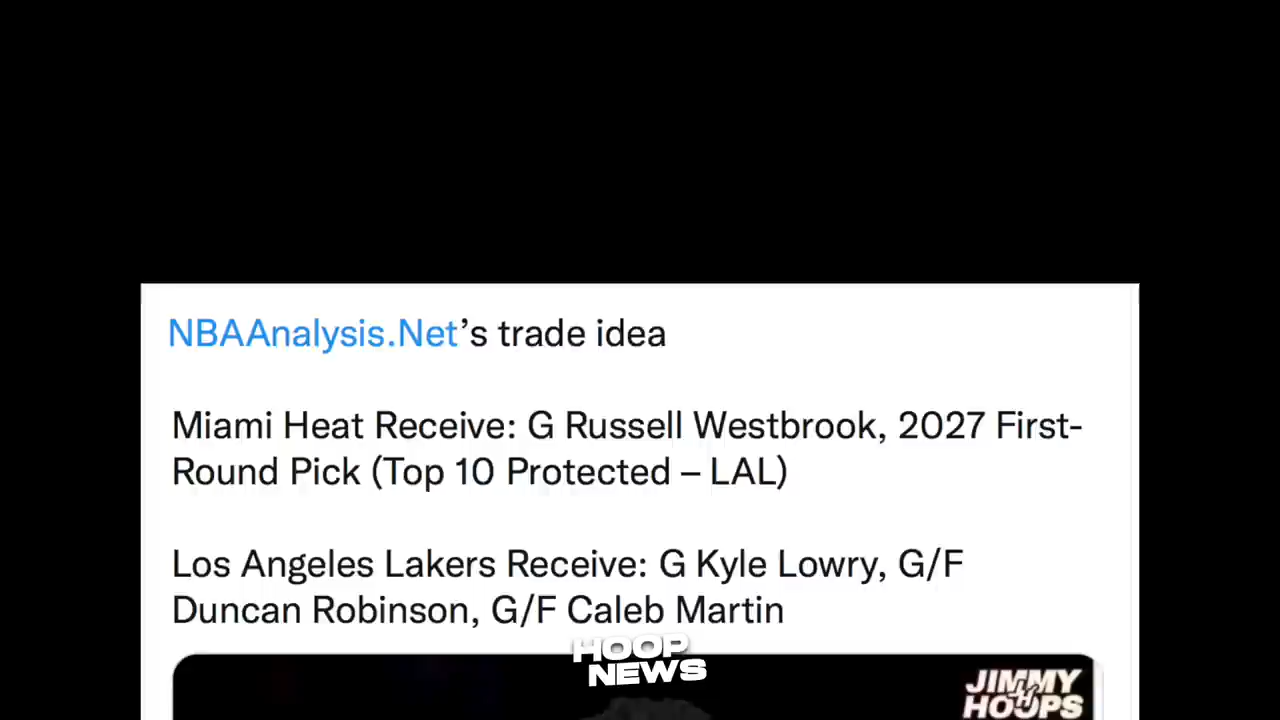 NBAAnalysis.Net’s trade idea
Miami Heat Receive: G Russell Westbrook, 2027 First-
Round Pick (Top 10 Protected – LAL)
Los Angeles Lakers Receive: G Kyle Lowry, G/F
Duncan Robinson, G/F Caleb Martin
HOOP
NEWS
JIMMY
HOOPS